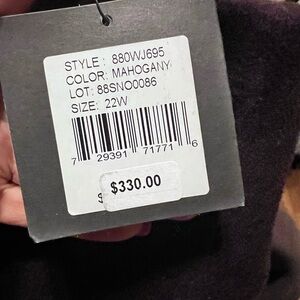 STYLE : 880WJ695
COLOR: MAHOGANY
LOT: 88SNO0086
SIZE: 22W
7 29391 71771 6
$330.00